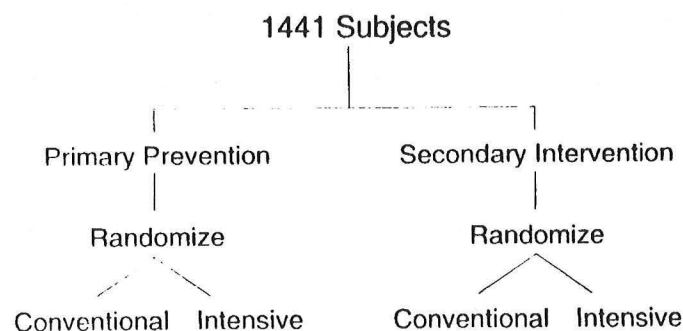 1441 Subjects
Primary Prevention Secondary Intervention
Randomize Randomize
Conventional Intensive Conventional Intensive